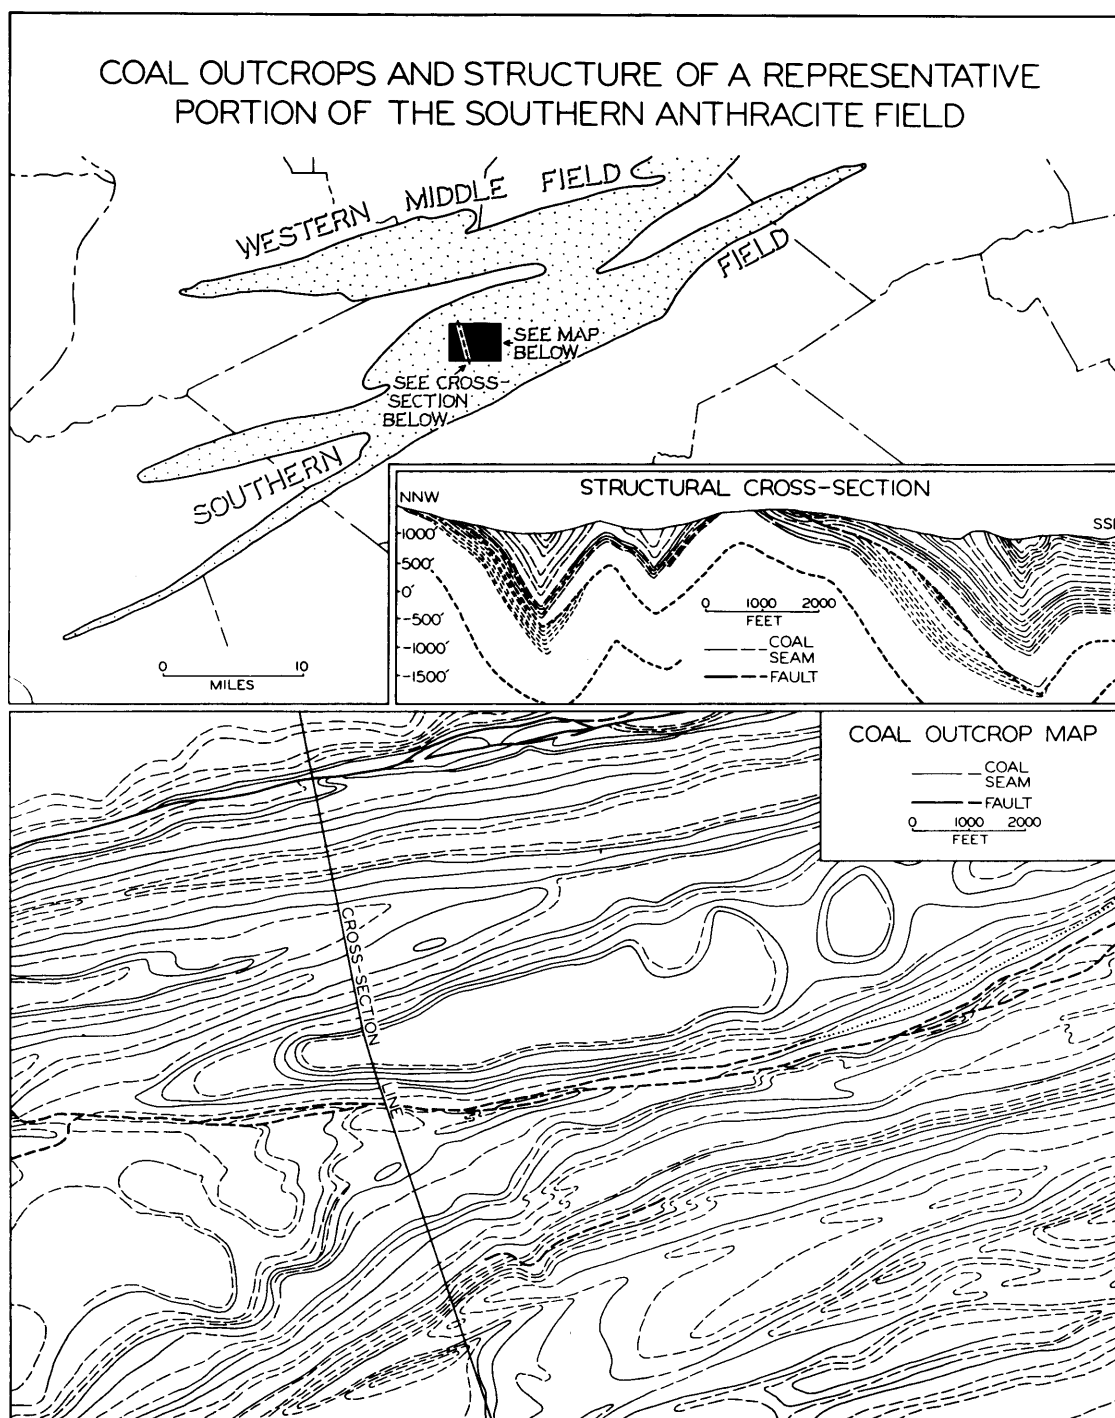 COAL OUTCROPS AND STRUCTURE OF A REPRESENTATIVE
PORTION OF THE SOUTHERN ANTHRACITE FIELD
WESTERN MIDDLE FIELD
FIELD
SEE MAP
BELOW
SEE CROSS-
SECTION
BELOW
SOUTHERN
0 10
MILES
STRUCTURAL CROSS-SECTION
NNW
1000'
500'
0'
-500'
-1000'
-1500'
0 1000 2000
FEET
COAL
SEAM
FAULT
COAL OUTCROP MAP
COAL
SEAM
FAULT
0 1000 2000
FEET
CROSS-SECTION LINE